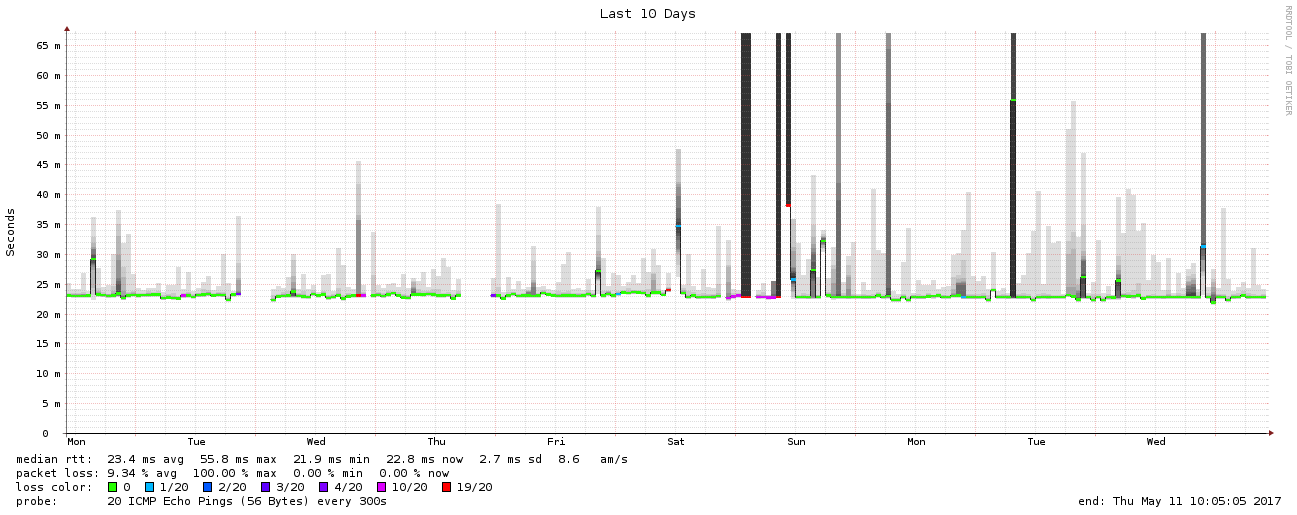 Last 10 Days
RRDTOOL / TOBI OETIKER
Seconds
65 m
60 m
55 m
50 m
45 m
40 m
35 m
30 m
25 m
20 m
15 m
10 m
5 m
0
Mon Tue Wed Thu Fri Sat Sun Mon Tue Wed
median rtt: 23.4 ms avg 55.8 ms max 21.9 ms min 22.8 ms now 2.7 ms sd 8.6 am/s
packet loss: 9.34 % avg 100.00 % max 0.00 % min 0.00 % now
loss color: 0 1/20 2/20 3/20 4/20 10/20 19/20
probe: 20 ICMP Echo Pings (56 Bytes) every 300s end: Thu May 11 10:05:05 2017